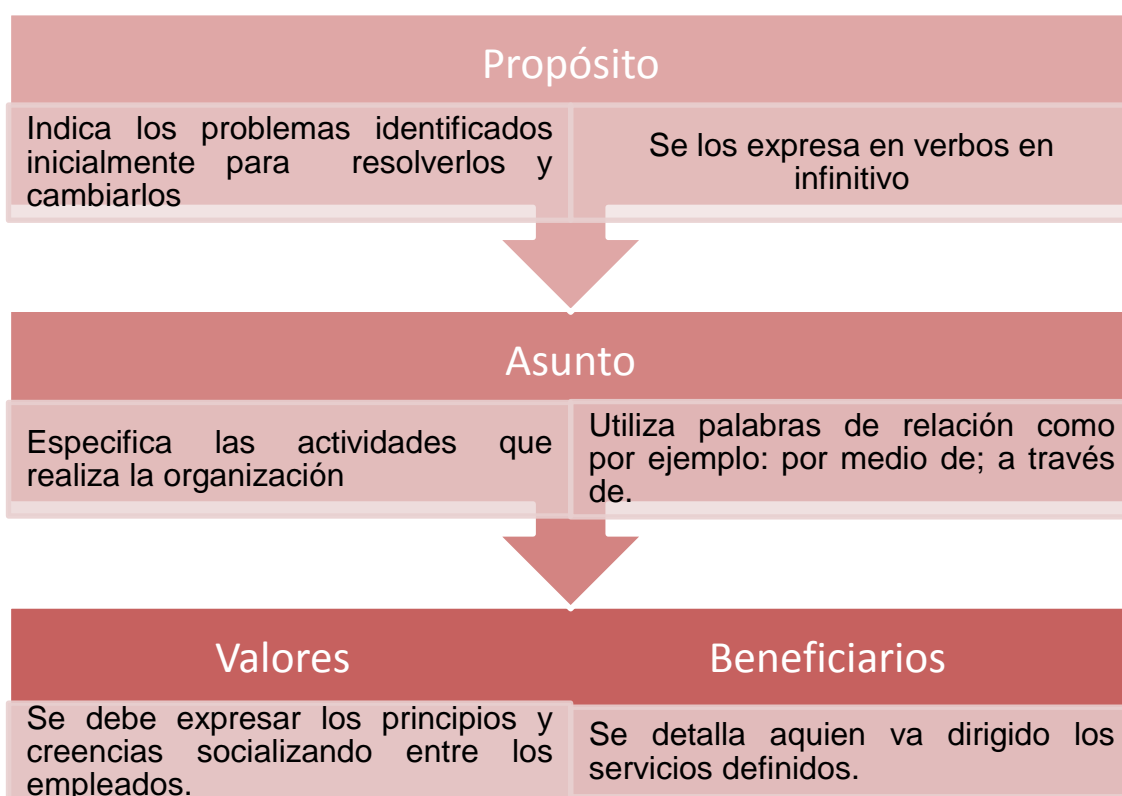 Propósito
Indica los problemas identificados
inicialmente para resolverlos y
cambiarlos
Se los expresa en verbos en
infinitivo
Asunto
Especifica las actividades que
realiza la organización
Utiliza palabras de relación como
por ejemplo: por medio de; a través
de.
Valores
Se debe expresar los principios y
creencias socializando entre los
empleados.
Beneficiarios
Se detalla aquien va dirigido los
servicios definidos.